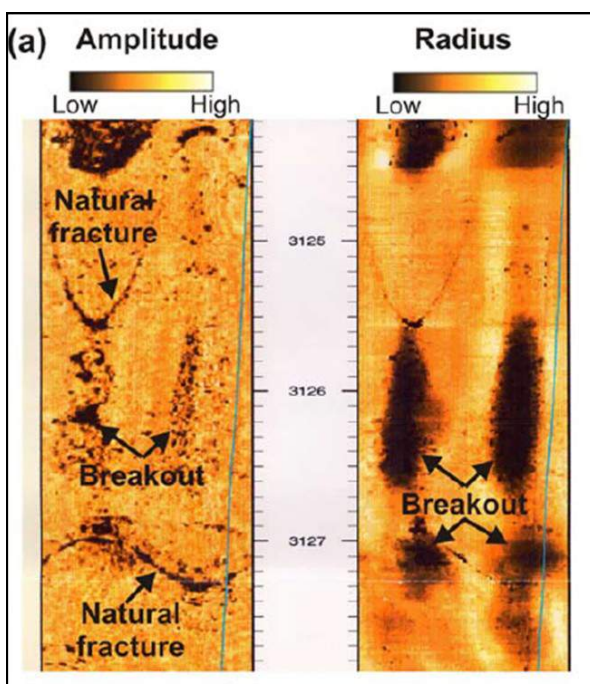 (a)
Amplitude
Radius
Low
High
Low
High
Natural
fracture
3125
3126
Breakout
Breakout
3127
Natural
fracture